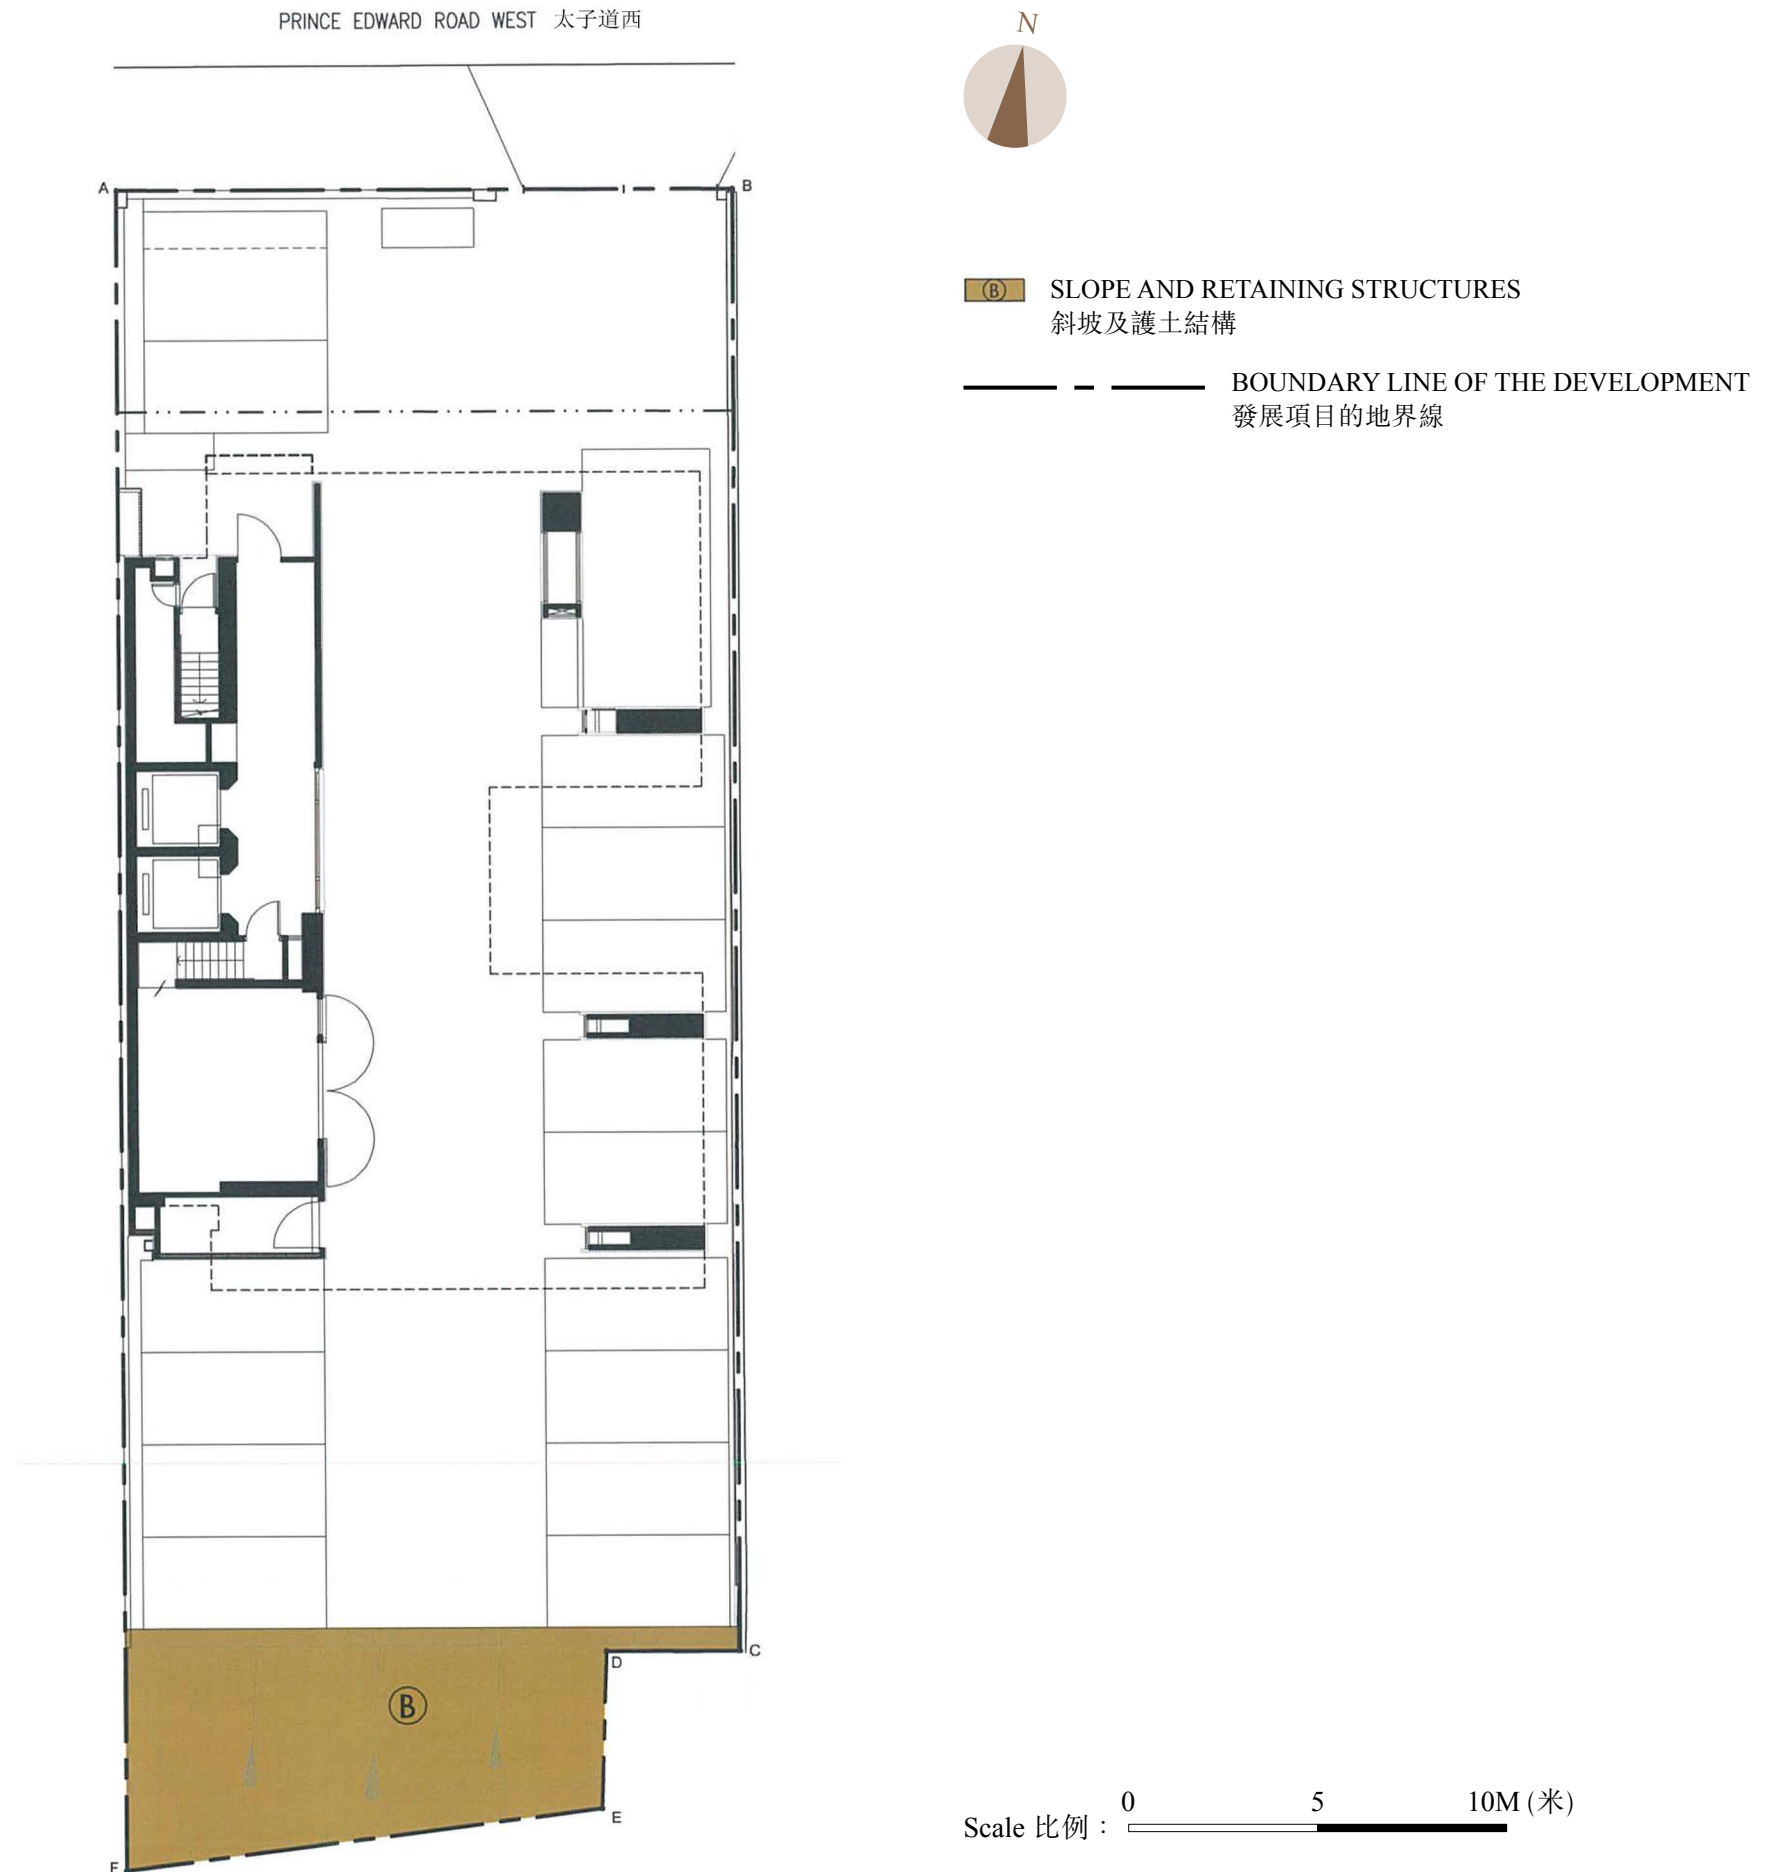 PRINCE EDWARD ROAD WEST 太子道西
N
A
B
Ⓑ SLOPE AND RETAINING STRUCTURES
斜坡及護土結構
BOUNDARY LINE OF THE DEVELOPMENT
發展項目的地界線
C
D
Ⓑ
E
F
0 5 10M (米)
Scale 比例：